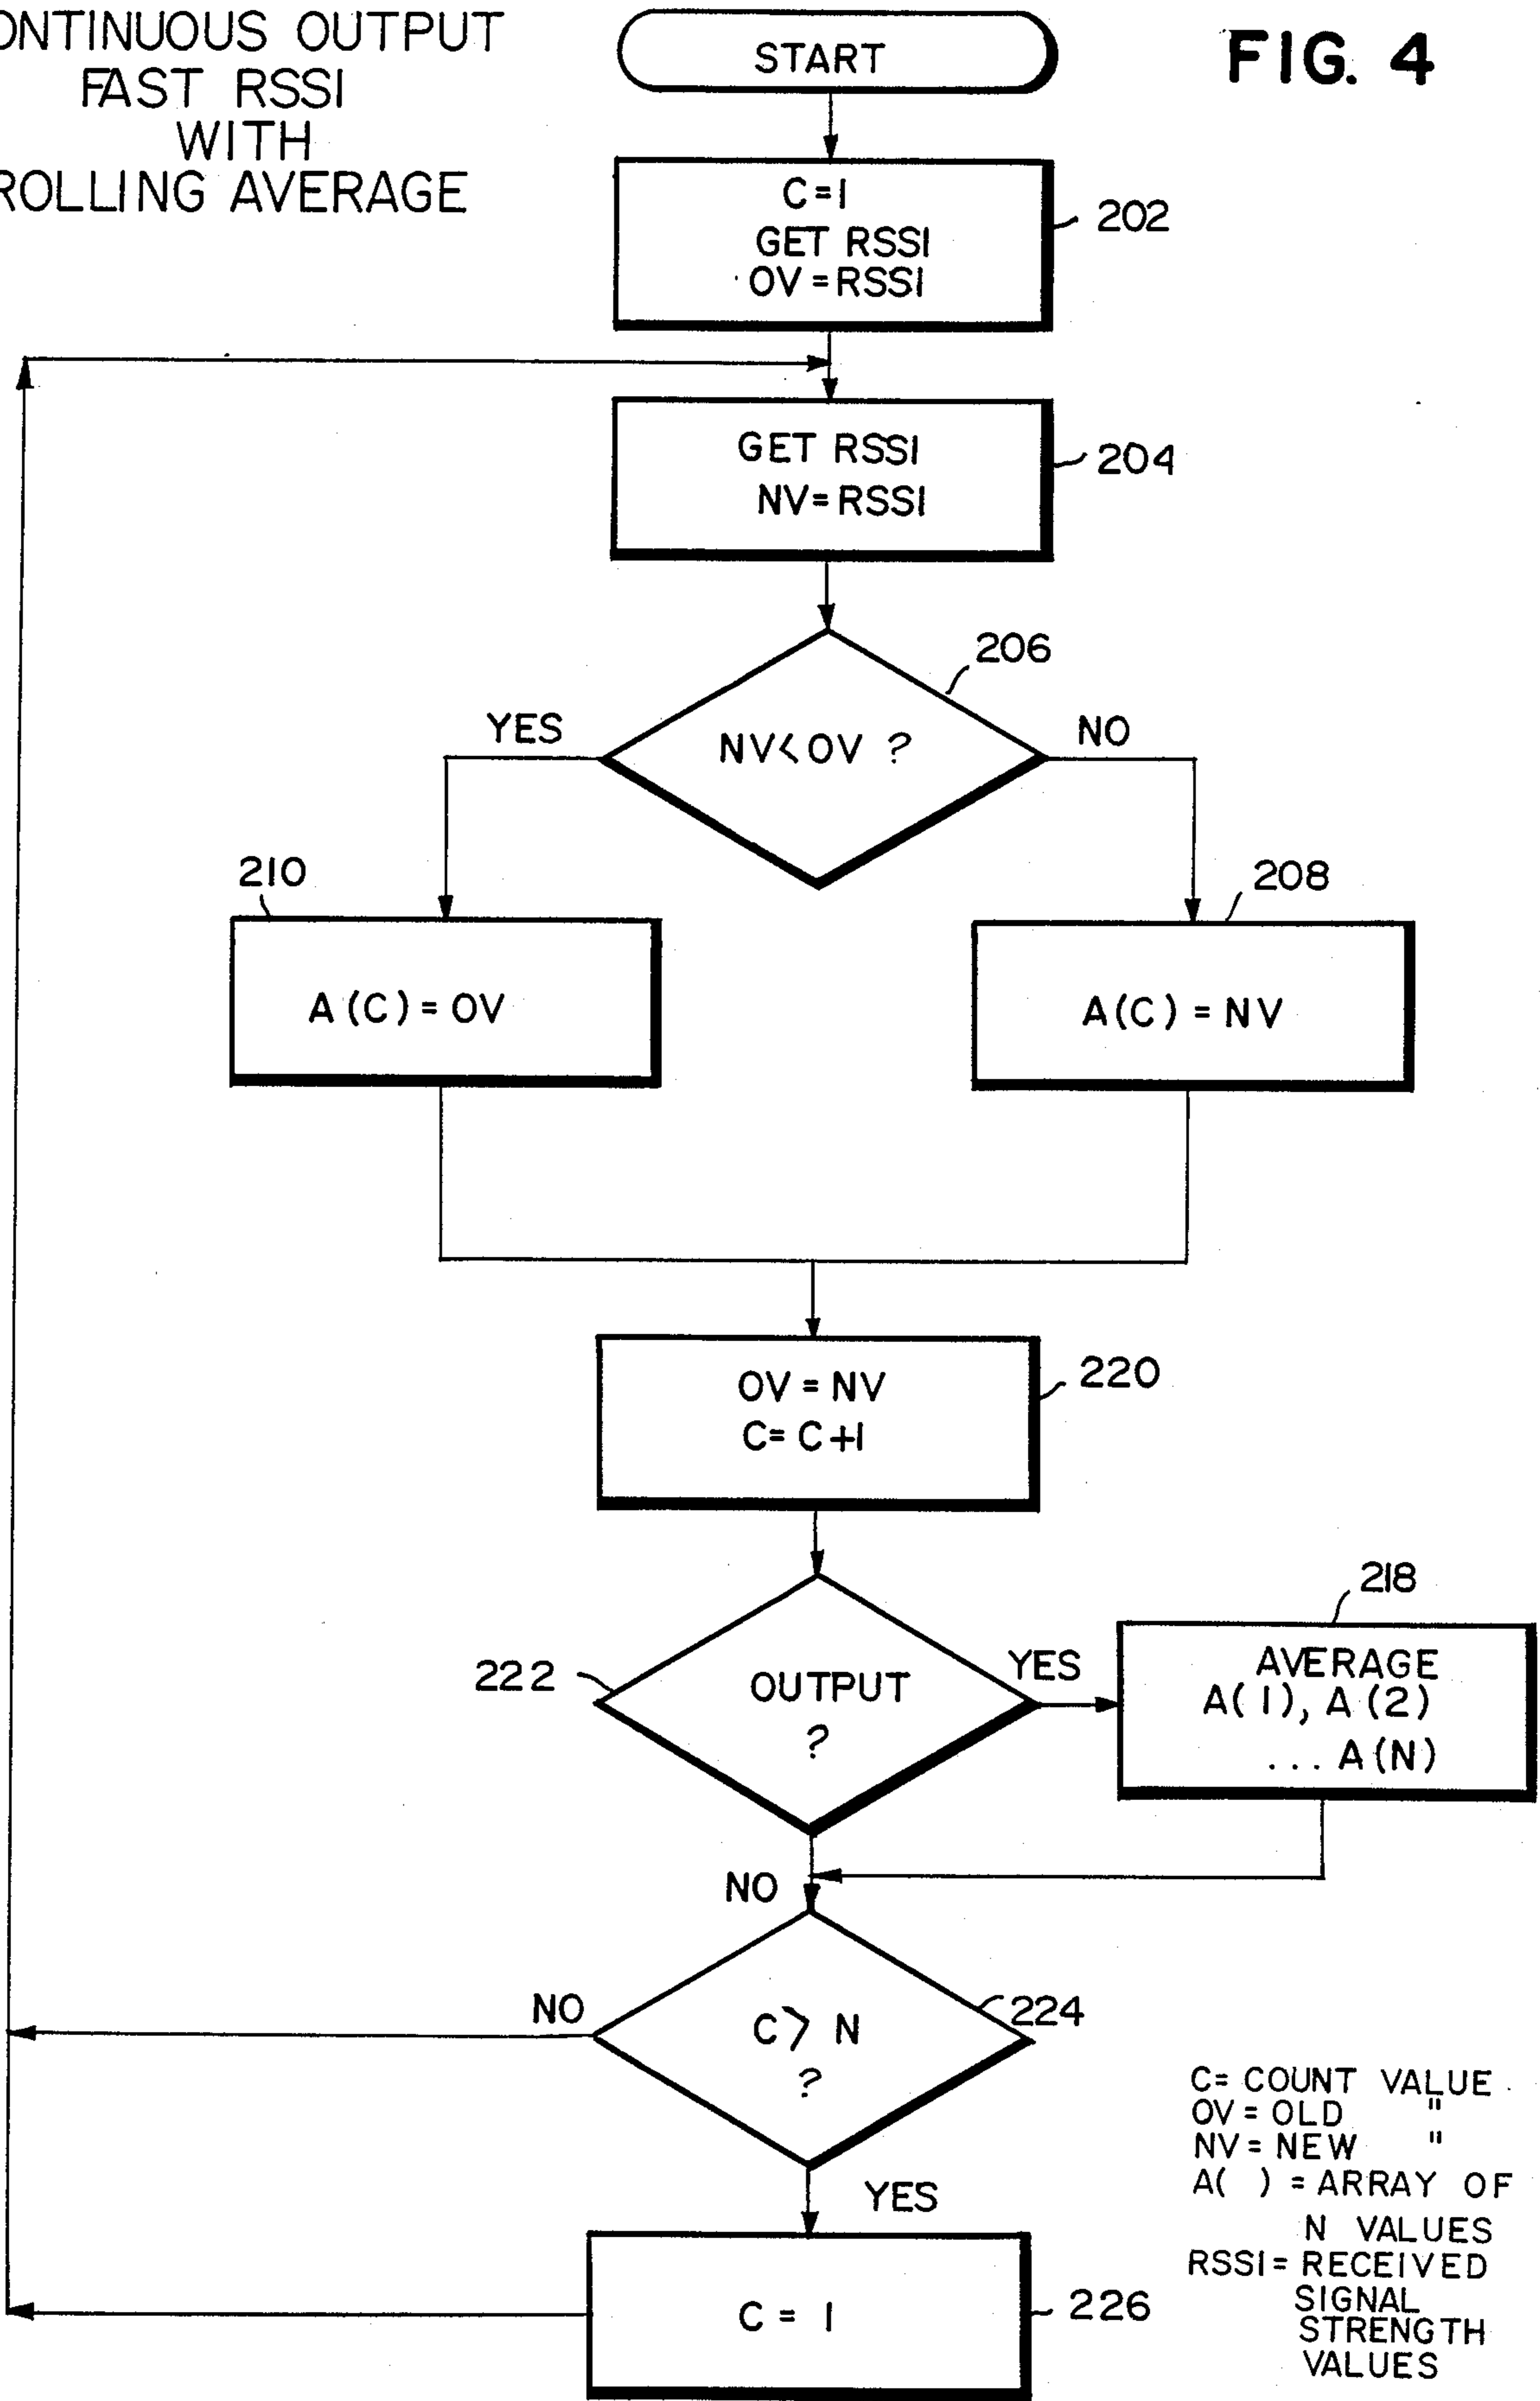 ONTINUOUS OUTPUT
FAST RSSI
WITH
ROLLING AVERAGE
FIG. 4
START
C=1
GET RSSI
OV=RSSI
202
GET RSSI
NV=RSSI
204
206
YES
NV<OV ?
NO
210
208
A(C)=OV
A(C)=NV
OV=NV
C=C+1
220
218
222
OUTPUT
?
YES
AVERAGE
A(1), A(2)
... A(N)
NO
NO
C> N
?
224
YES
C = 1
226
C= COUNT VALUE
OV= OLD "
NV= NEW "
A( ) = ARRAY OF
N VALUES
RSSI= RECEIVED
SIGNAL
STRENGTH
VALUES